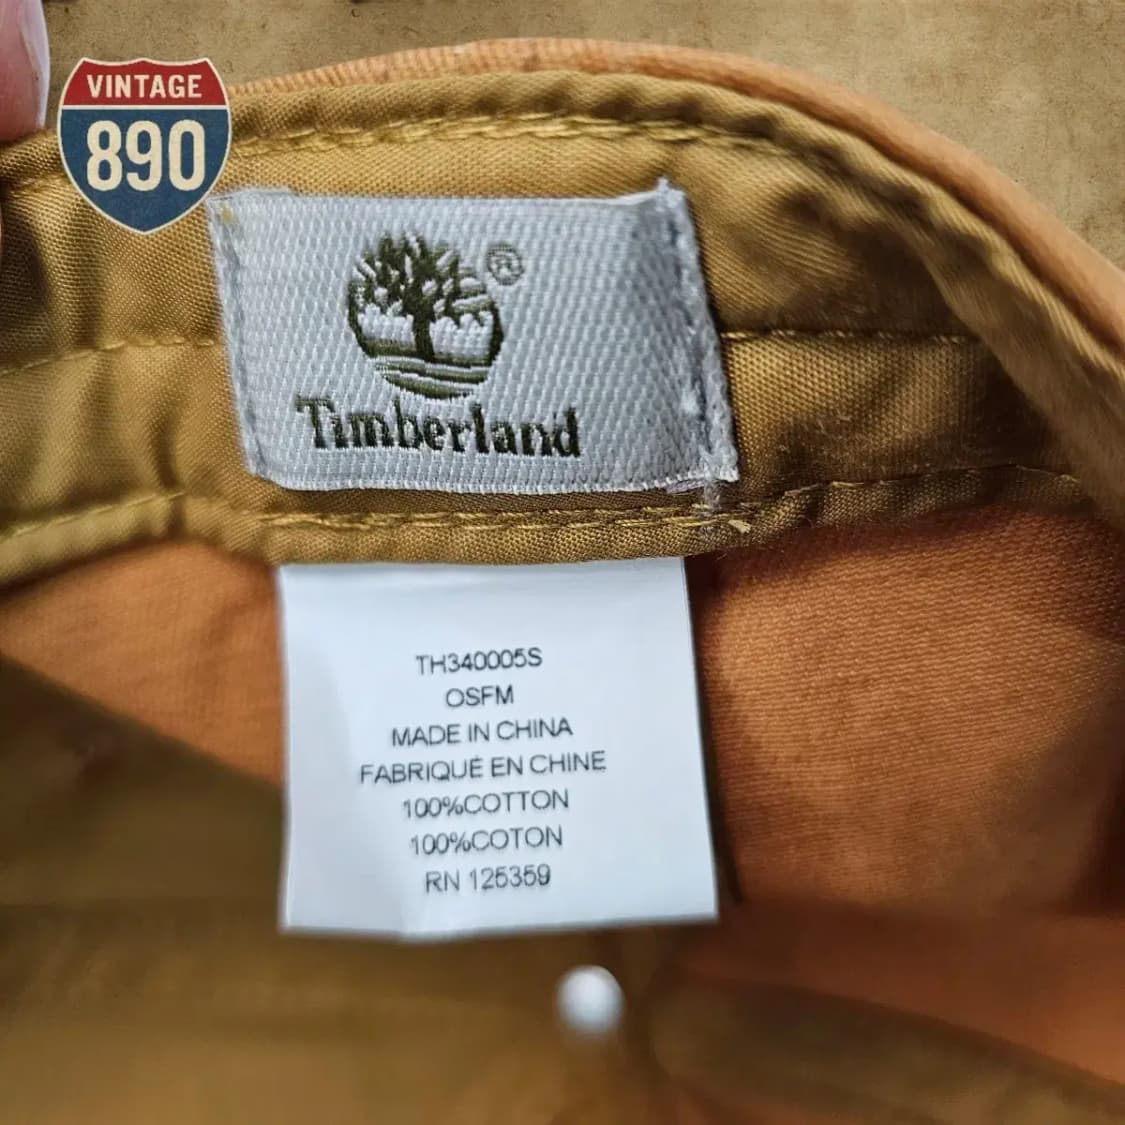 VINTAGE
890
®
Timberland
TH340005S
OSFM
MADE IN CHINA
FABRIQUÉ EN CHINE
100%COTTON
100%COTON
RN 125359